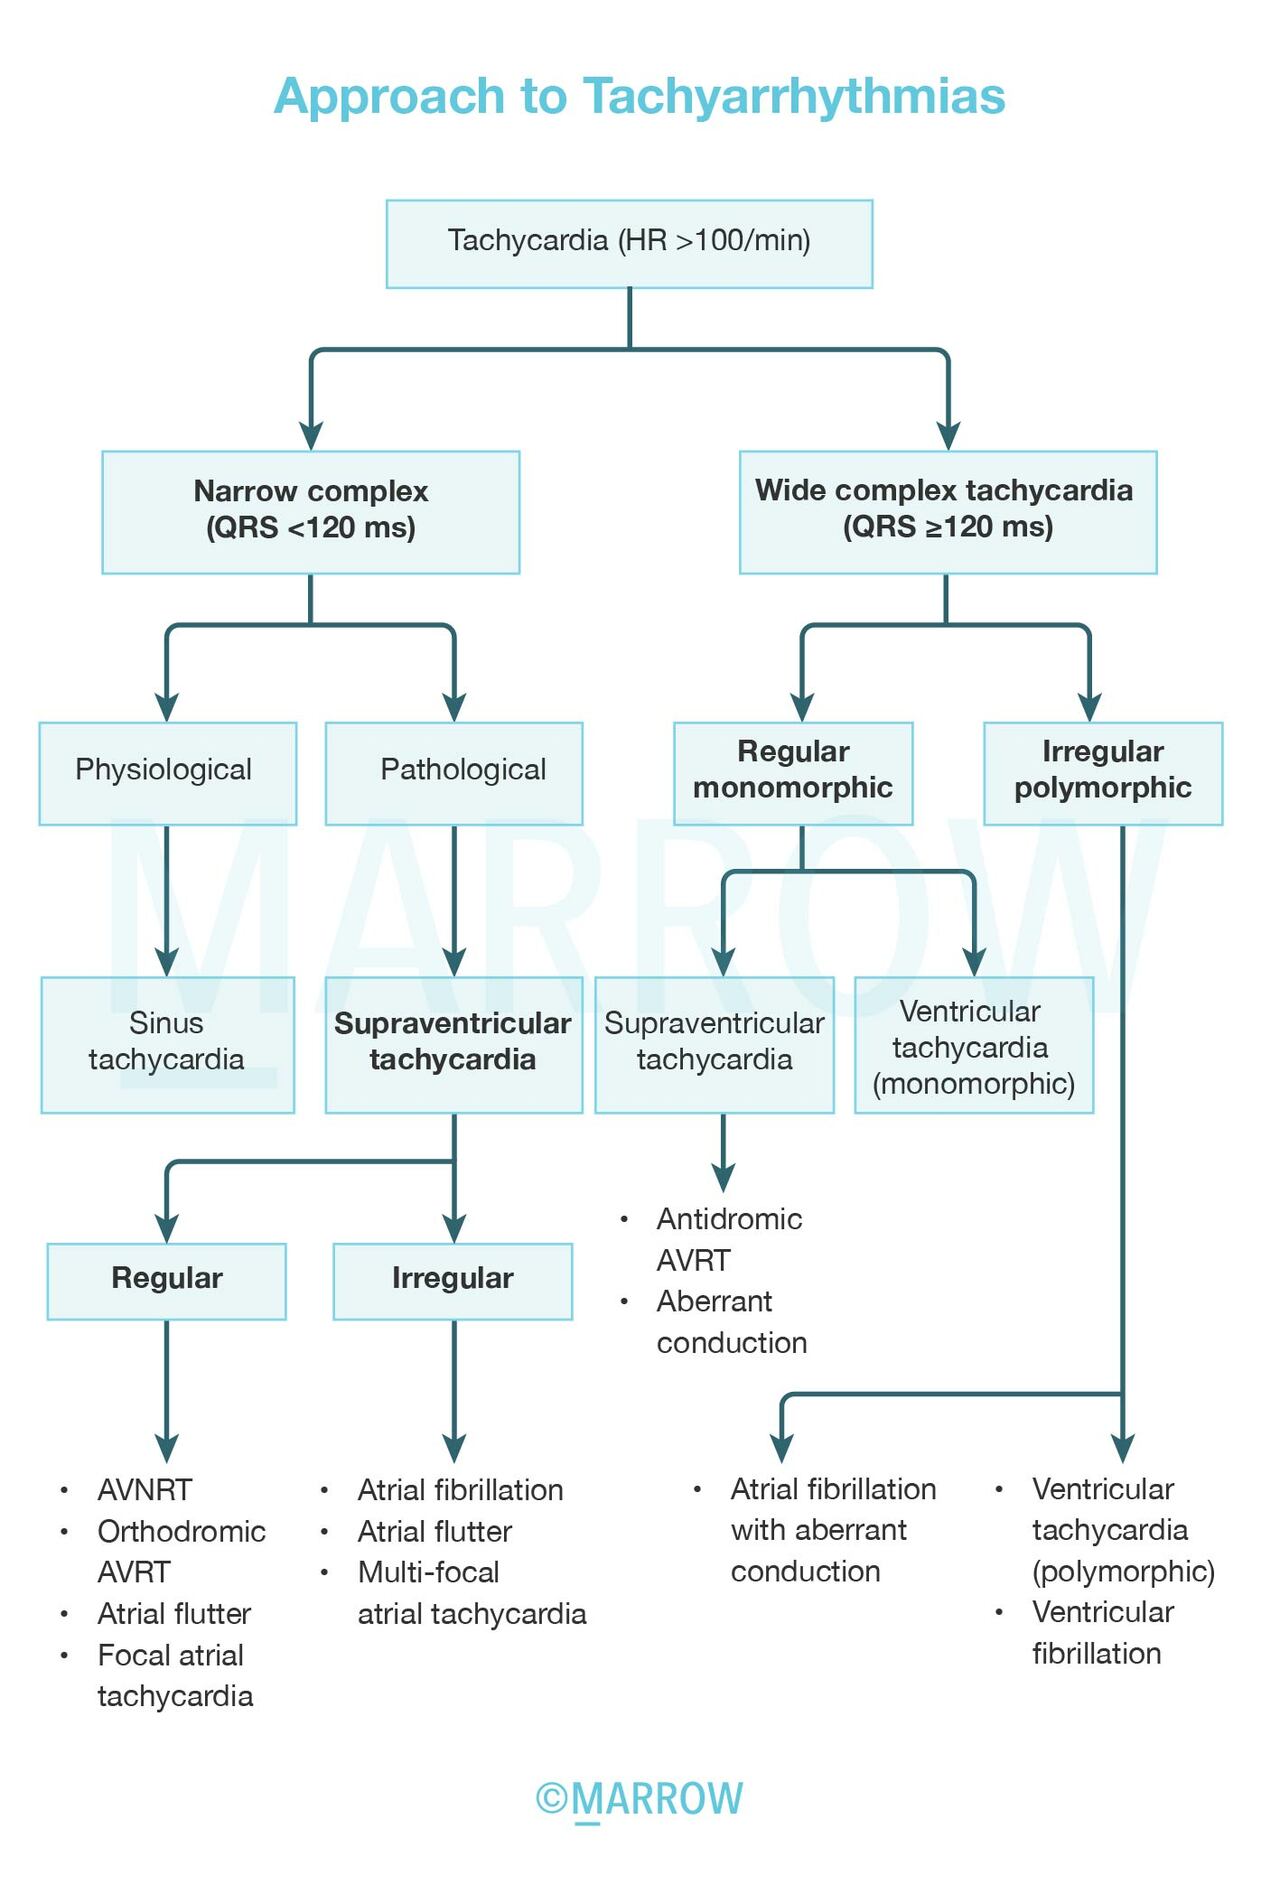 Approach to Tachyarrhythmias
Tachycardia (HR >100/min)
Narrow complex
(QRS <120 ms)
Wide complex tachycardia
(QRS ≥120 ms)
Physiological
Pathological
Regular
monomorphic
Irregular
polymorphic
MARROW
Sinus
tachycardia
Supraventricular
tachycardia
Supraventricular
tachycardia
Ventricular
tachycardia
(monomorphic)
Regular
Irregular
• Antidromic
AVRT
• Aberrant
conduction
• AVNRT
• Orthodromic
AVRT
• Atrial flutter
• Focal atrial
tachycardia
• Atrial fibrillation
• Atrial flutter
• Multi-focal
atrial tachycardia
• Atrial fibrillation
with aberrant
conduction
• Ventricular
tachycardia
(polymorphic)
• Ventricular
fibrillation
©MARROW